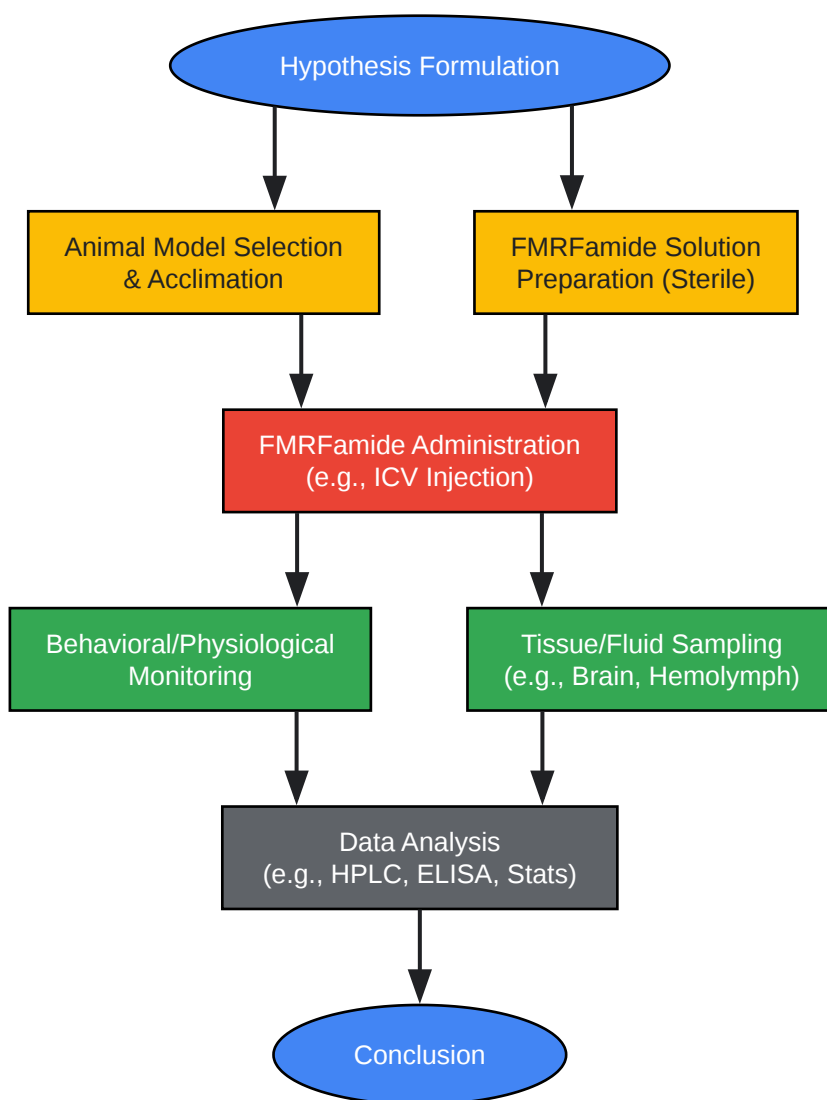 Hypothesis Formulation
Animal Model Selection
& Acclimation
FMRFamide Solution
Preparation (Sterile)
FMRFamide Administration
(e.g., ICV Injection)
Behavioral/Physiological
Monitoring
Tissue/Fluid Sampling
(e.g., Brain, Hemolymph)
Data Analysis
(e.g., HPLC, ELISA, Stats)
Conclusion